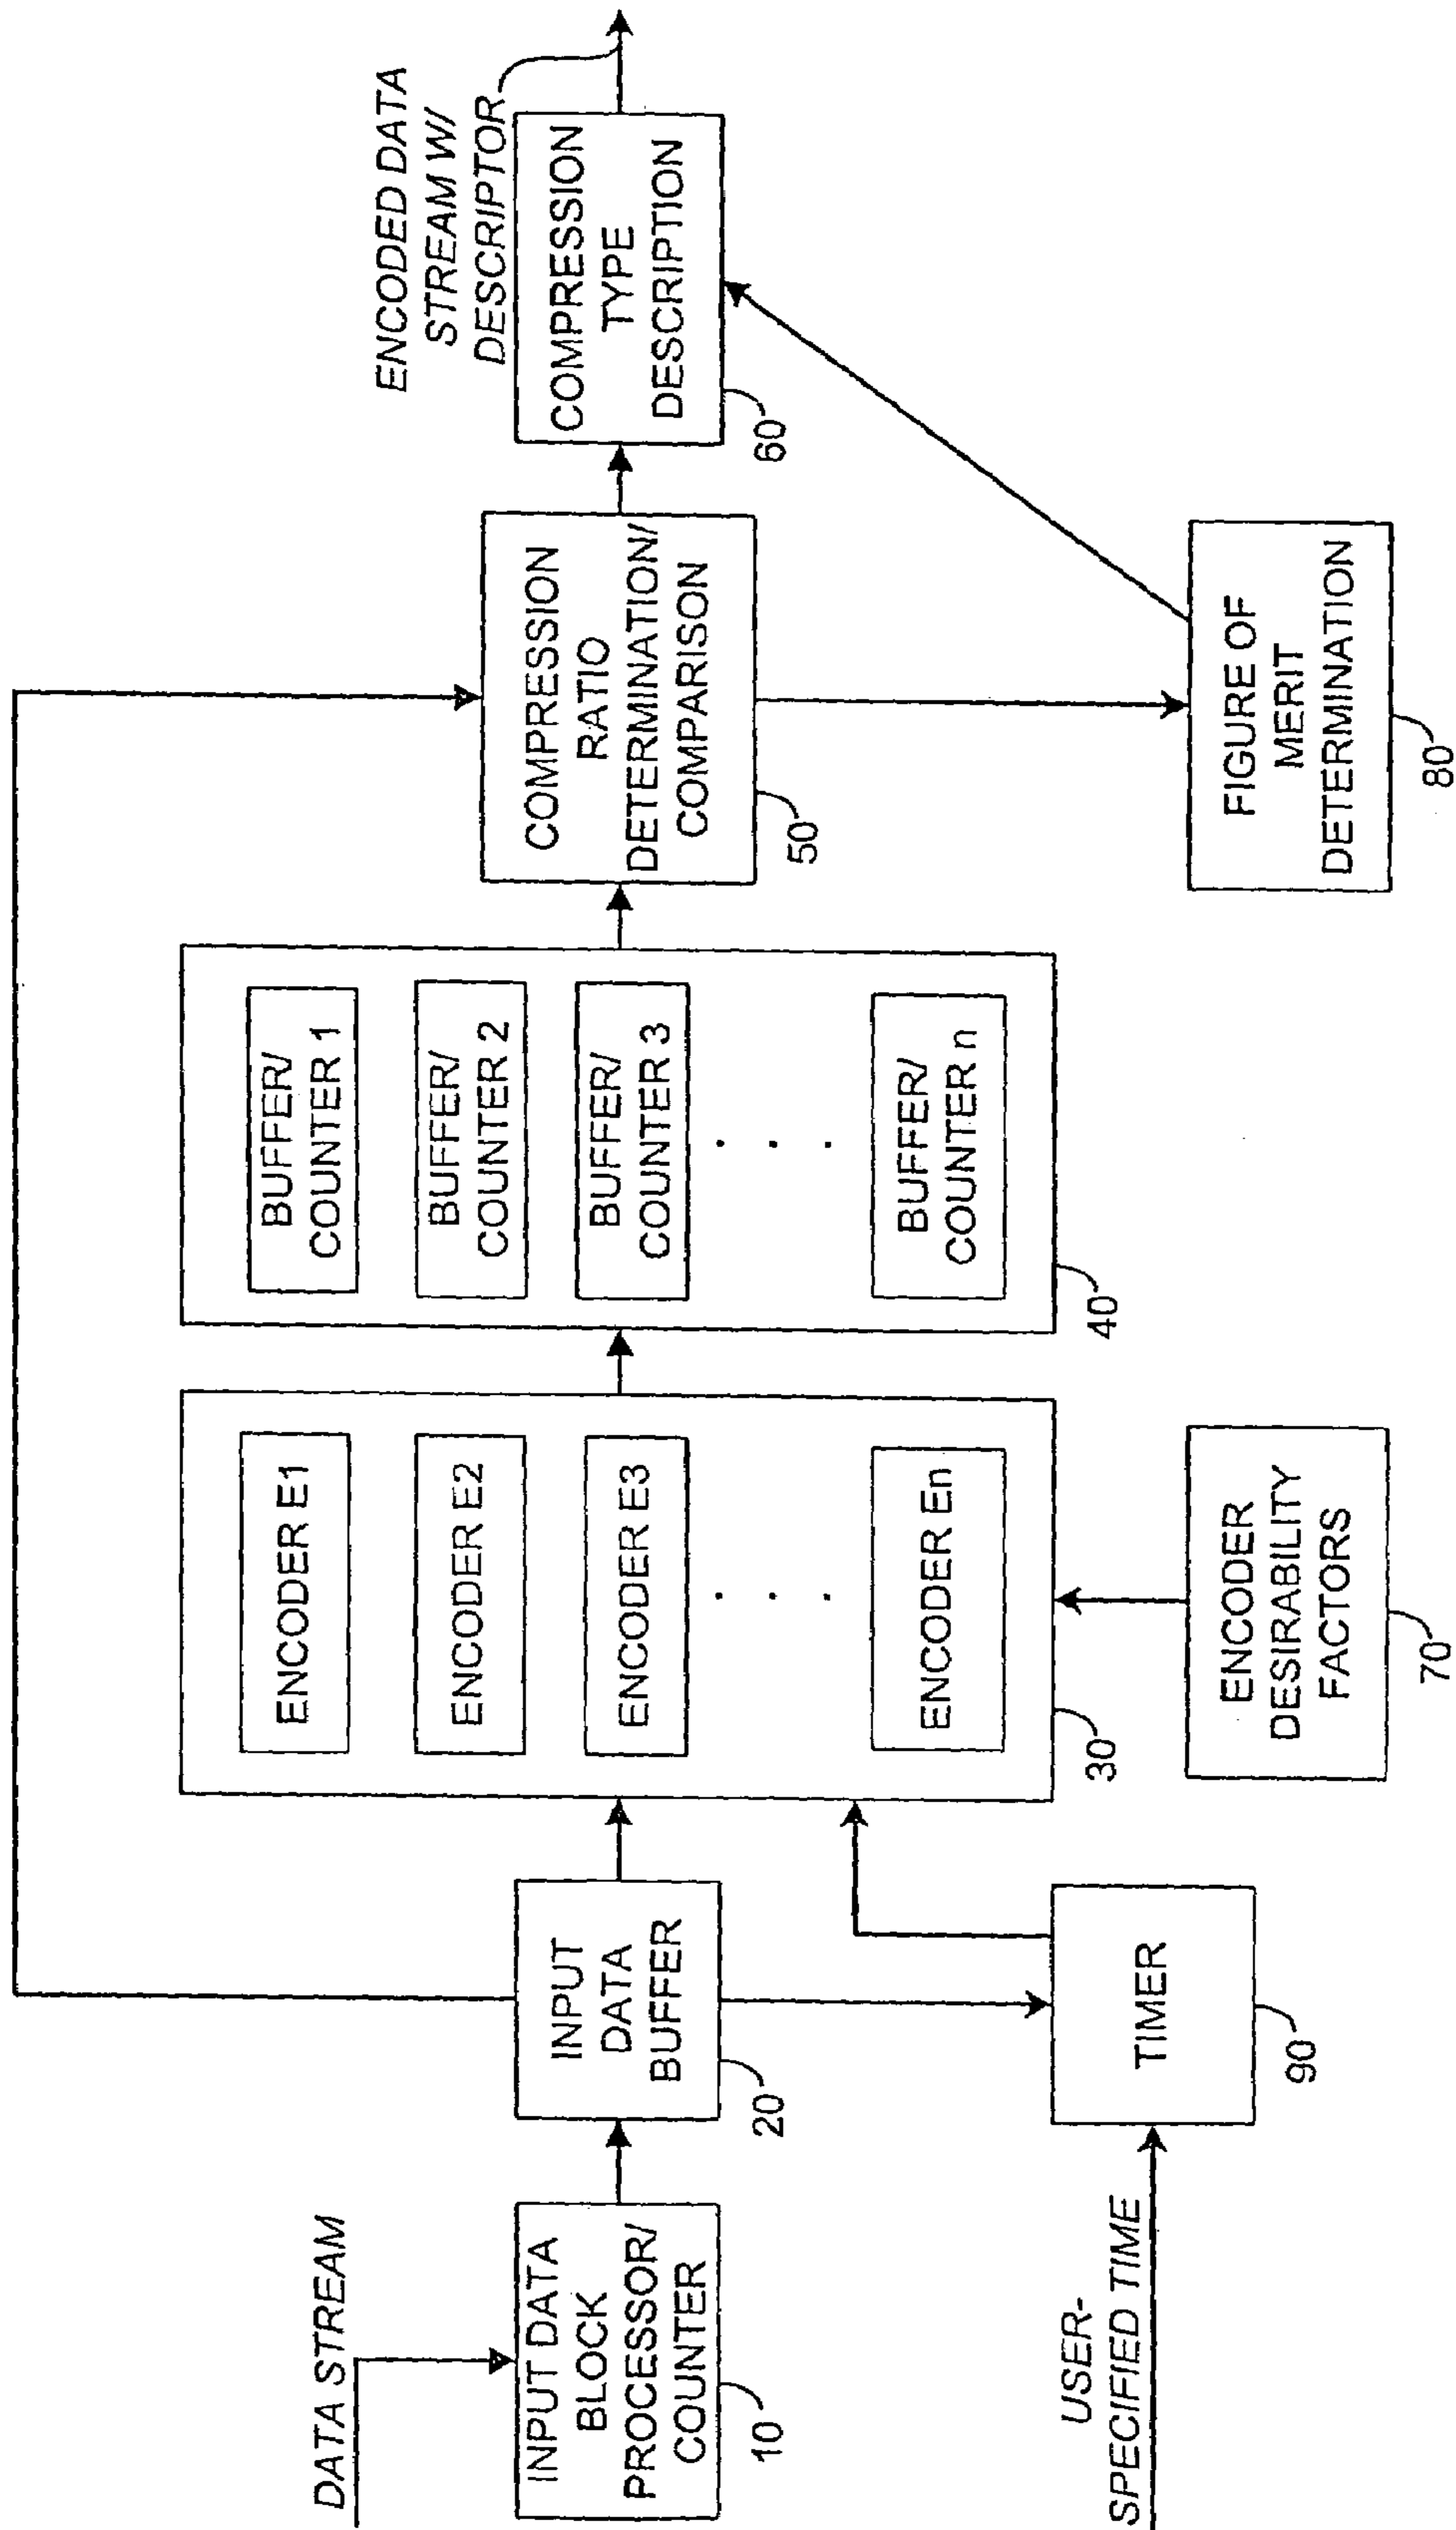 DATA STREAM
INPUT DATA
BLOCK
PROCESSOR/
COUNTER
10
INPUT
DATA
BUFFER
20
USER-
SPECIFIED TIME
TIMER
90
ENCODER E1
ENCODER E2
ENCODER E3
. . .
ENCODER En
30
ENCODER
DESIRABILITY
FACTORS
70
BUFFER/
COUNTER 1
BUFFER/
COUNTER 2
BUFFER/
COUNTER 3
. . .
BUFFER/
COUNTER n
40
COMPRESSION
RATIO
DETERMINATION/
COMPARISON
50
FIGURE OF
MERIT
DETERMINATION
80
COMPRESSION
TYPE
DESCRIPTION
60
ENCODED DATA
STREAM W/
DESCRIPTOR